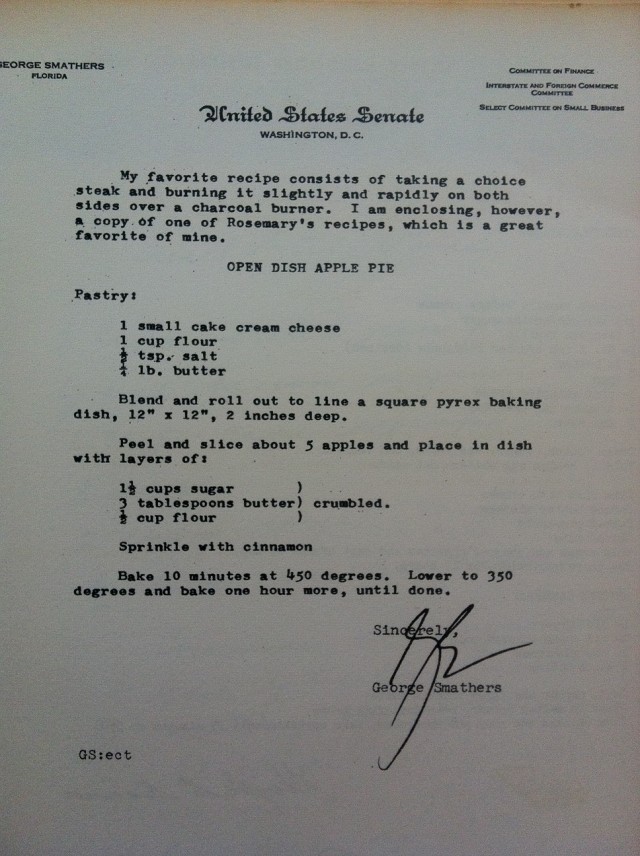 GEORGE SMATHERS
FLORIDA
COMMITTEE ON FINANCE
INTERSTATE AND FOREIGN COMMERCE
COMMITTEE
SELECT COMMITTEE ON SMALL BUSINESS
United States Senate
WASHINGTON, D. C.
My favorite recipe consists of taking a choice
steak and burning it slightly and rapidly on both
sides over a charcoal burner. I am enclosing, however,
a copy of one of Rosemary's recipes, which is a great
favorite of mine.
OPEN DISH APPLE PIE
Pastry:
1 small cake cream cheese
1 cup flour
½ tsp. salt
¼ lb. butter
Blend and roll out to line a square pyrex baking
dish, 12" x 12", 2 inches deep.
Peel and slice about 5 apples and place in dish
with layers of:
1½ cups sugar )
3 tablespoons butter) crumbled.
½ cup flour )
Sprinkle with cinnamon
Bake 10 minutes at 450 degrees. Lower to 350
degrees and bake one hour more, until done.
Sincerely,
George Smathers
GS:ect